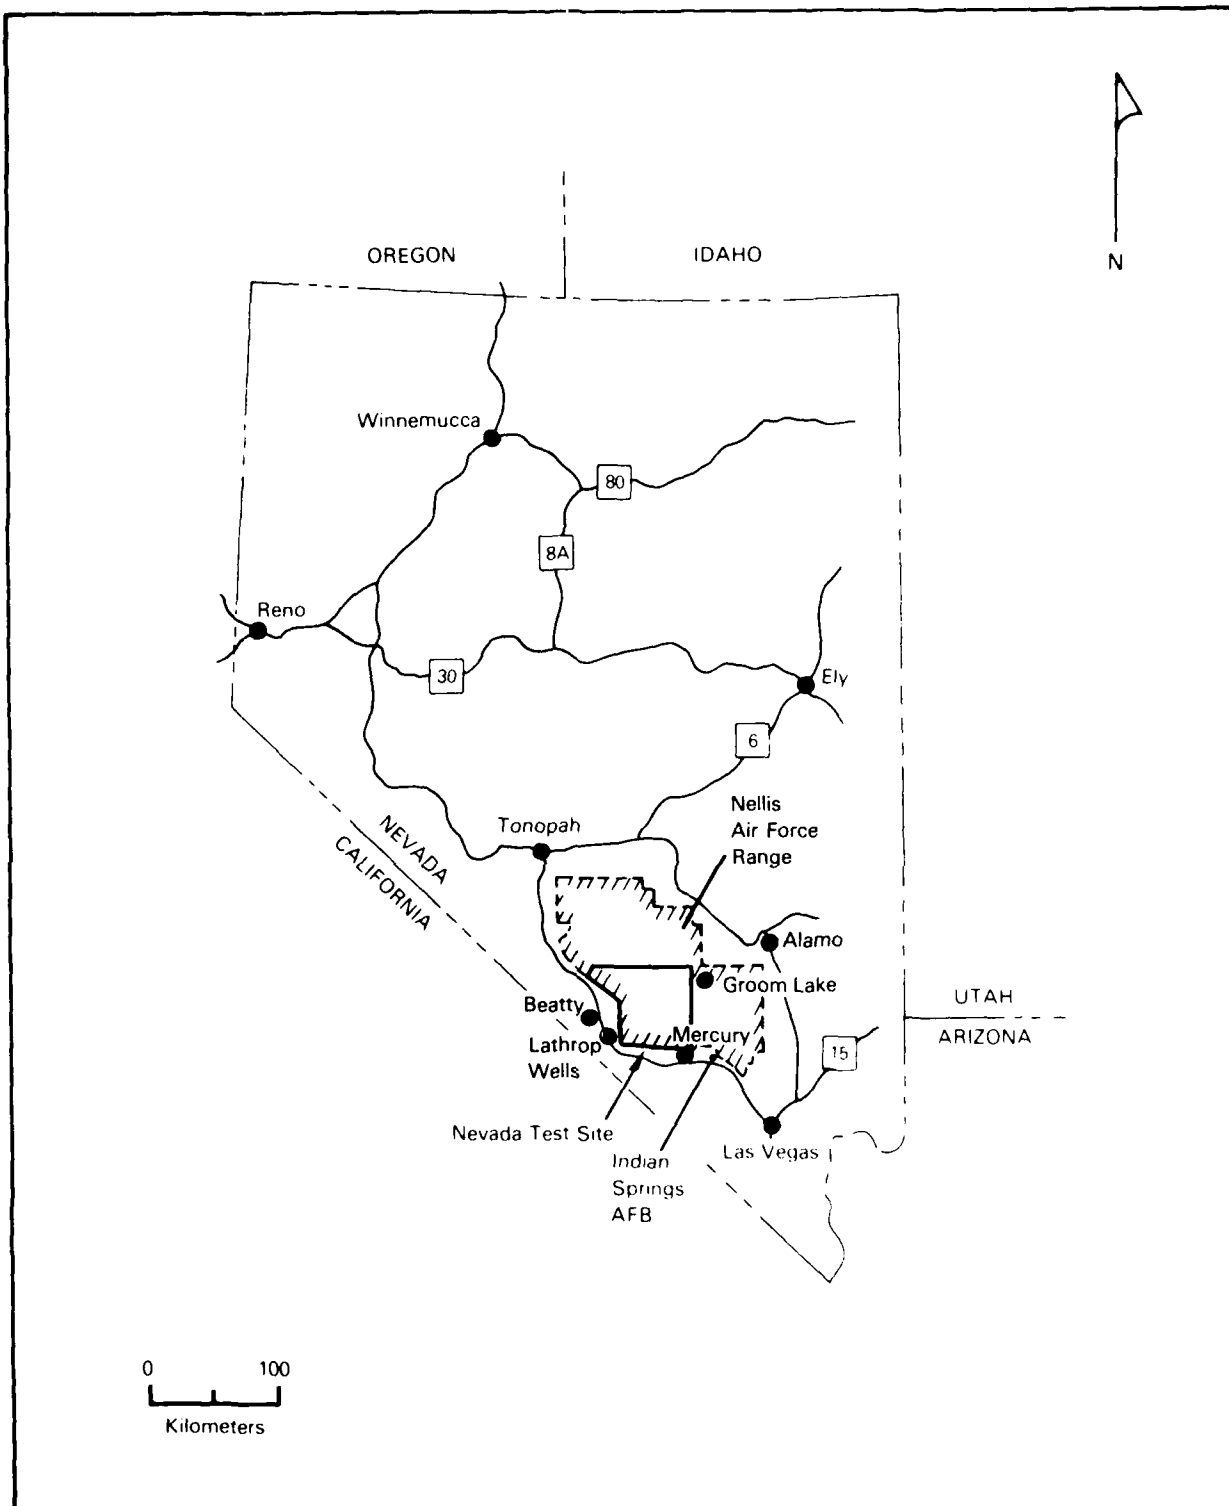 OREGON
IDAHO
N
Winnemucca
80
8A
Reno
30
Ely
6
Nellis
Air Force
Range
Tonopah
NEVADA
CALIFORNIA
Alamo
Groom Lake
Beatty
Mercury
Lathrop
Wells
UTAH
ARIZONA
15
Nevada Test Site
Las Vegas
Indian
Springs
AFB
0 100
Kilometers